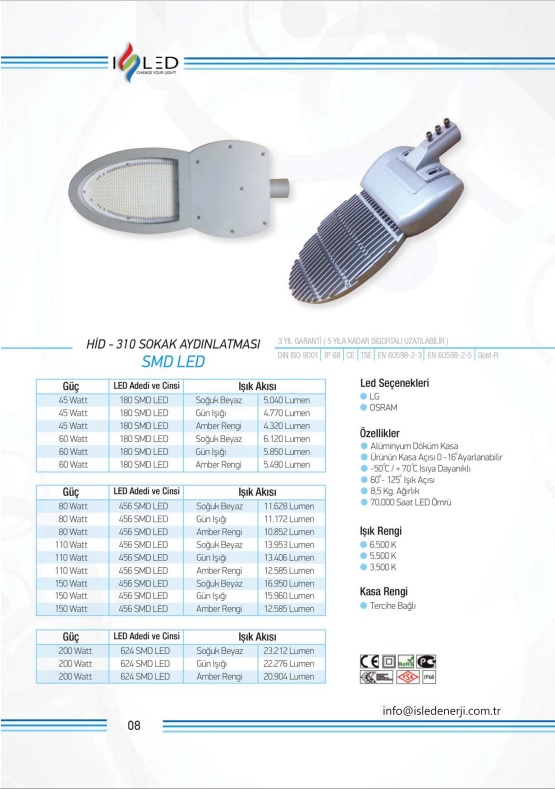 ISLED
CHANGE YOUR LIGHT!
HİD - 310 SOKAK AYDINLATMASI
SMD LED
3 YIL GARANTİ ( 5 YILA KADAR SİGORTALI UZATILABİLİR )
DIN ISO 9001 | IP 68 | CE | TSE | EN 60598-2-3 | EN 60598-2-5 | Gost-R
Güç LED Adedi ve Cinsi Işık Akısı
45 Watt 180 SMD LED Soğuk Beyaz 5.040 Lumen
45 Watt 180 SMD LED Gün Işığı 4.770 Lumen
45 Watt 180 SMD LED Amber Rengi 4.320 Lumen
60 Watt 180 SMD LED Soğuk Beyaz 6.120 Lumen
60 Watt 180 SMD LED Gün Işığı 5.850 Lumen
60 Watt 180 SMD LED Amber Rengi 5.490 Lumen
Güç LED Adedi ve Cinsi Işık Akısı
80 Watt 456 SMD LED Soğuk Beyaz 11.628 Lumen
80 Watt 456 SMD LED Gün Işığı 11.172 Lumen
80 Watt 456 SMD LED Amber Rengi 10.852 Lumen
110 Watt 456 SMD LED Soğuk Beyaz 13.953 Lumen
110 Watt 456 SMD LED Gün Işığı 13.406 Lumen
110 Watt 456 SMD LED Amber Rengi 12.585 Lumen
150 Watt 456 SMD LED Soğuk Beyaz 16.950 Lumen
150 Watt 456 SMD LED Gün Işığı 15.960 Lumen
150 Watt 456 SMD LED Amber Rengi 12.585 Lumen
Güç LED Adedi ve Cinsi Işık Akısı
200 Watt 624 SMD LED Soğuk Beyaz 23.212 Lumen
200 Watt 624 SMD LED Gün Işığı 22.276 Lumen
200 Watt 624 SMD LED Amber Rengi 20.904 Lumen
Led Seçenekleri
LG
OSRAM
Özellikler
Alüminyum Döküm Kasa
Ürünün Kasa Açısı 0 -16°Ayarlanabilir
-50°C / + 70°C Isıya Dayanıklı
60°- 125° Işık Açısı
8,5 Kg. Ağırlık
70.000 Saat LED Ömrü
Işık Rengi
6.500 K
5.500 K
3.500 K
Kasa Rengi
Tercihe Bağlı
CE RoHS
TSE IP68
info@isledenerji.com.tr
08